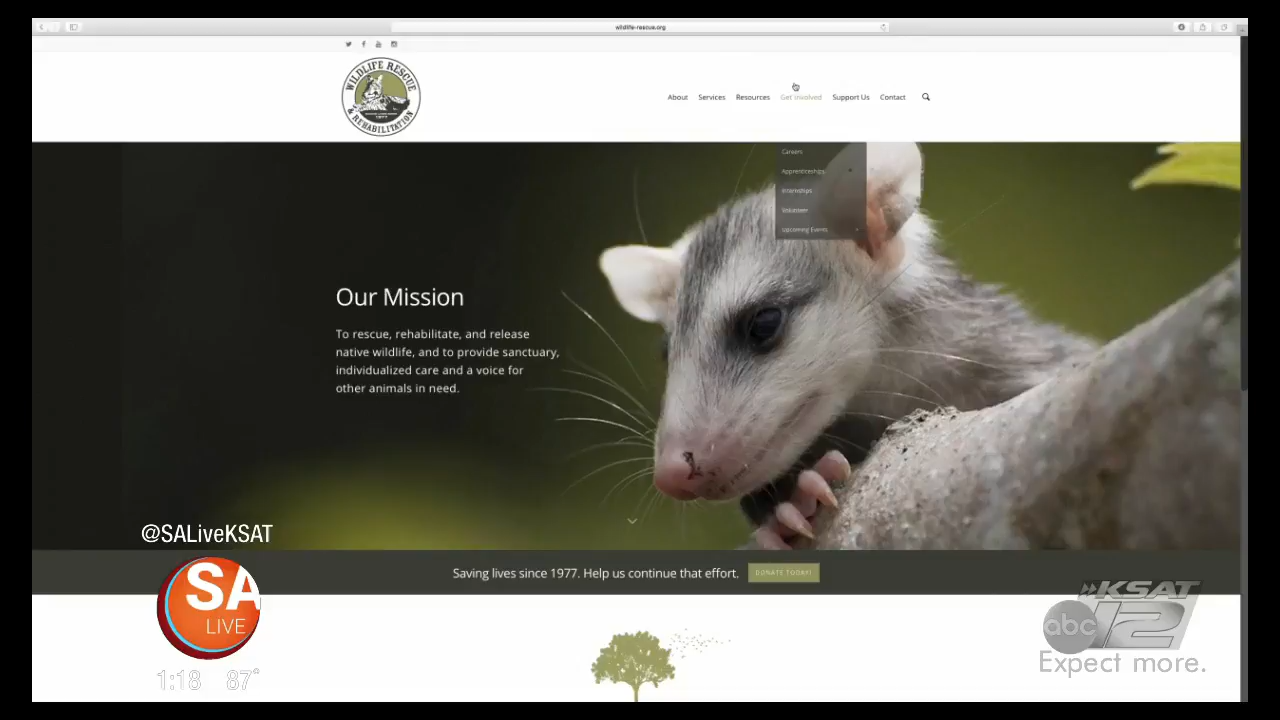 wildlife-rescue.org
WILDLIFE RESCUE
& REHABILITATION
1977
About Services Resources Get Involved Support Us Contact
Careers
Apprenticeships
Internships
Volunteer
Upcoming Events
Our Mission
To rescue, rehabilitate, and release
native wildlife, and to provide sanctuary,
individualized care and a voice for
other animals in need.
@SALiveKSAT
Saving lives since 1977. Help us continue that effort. DONATE TODAY!
SA
LIVE
1:18 87°
KSAT
abc 12
Expect more.